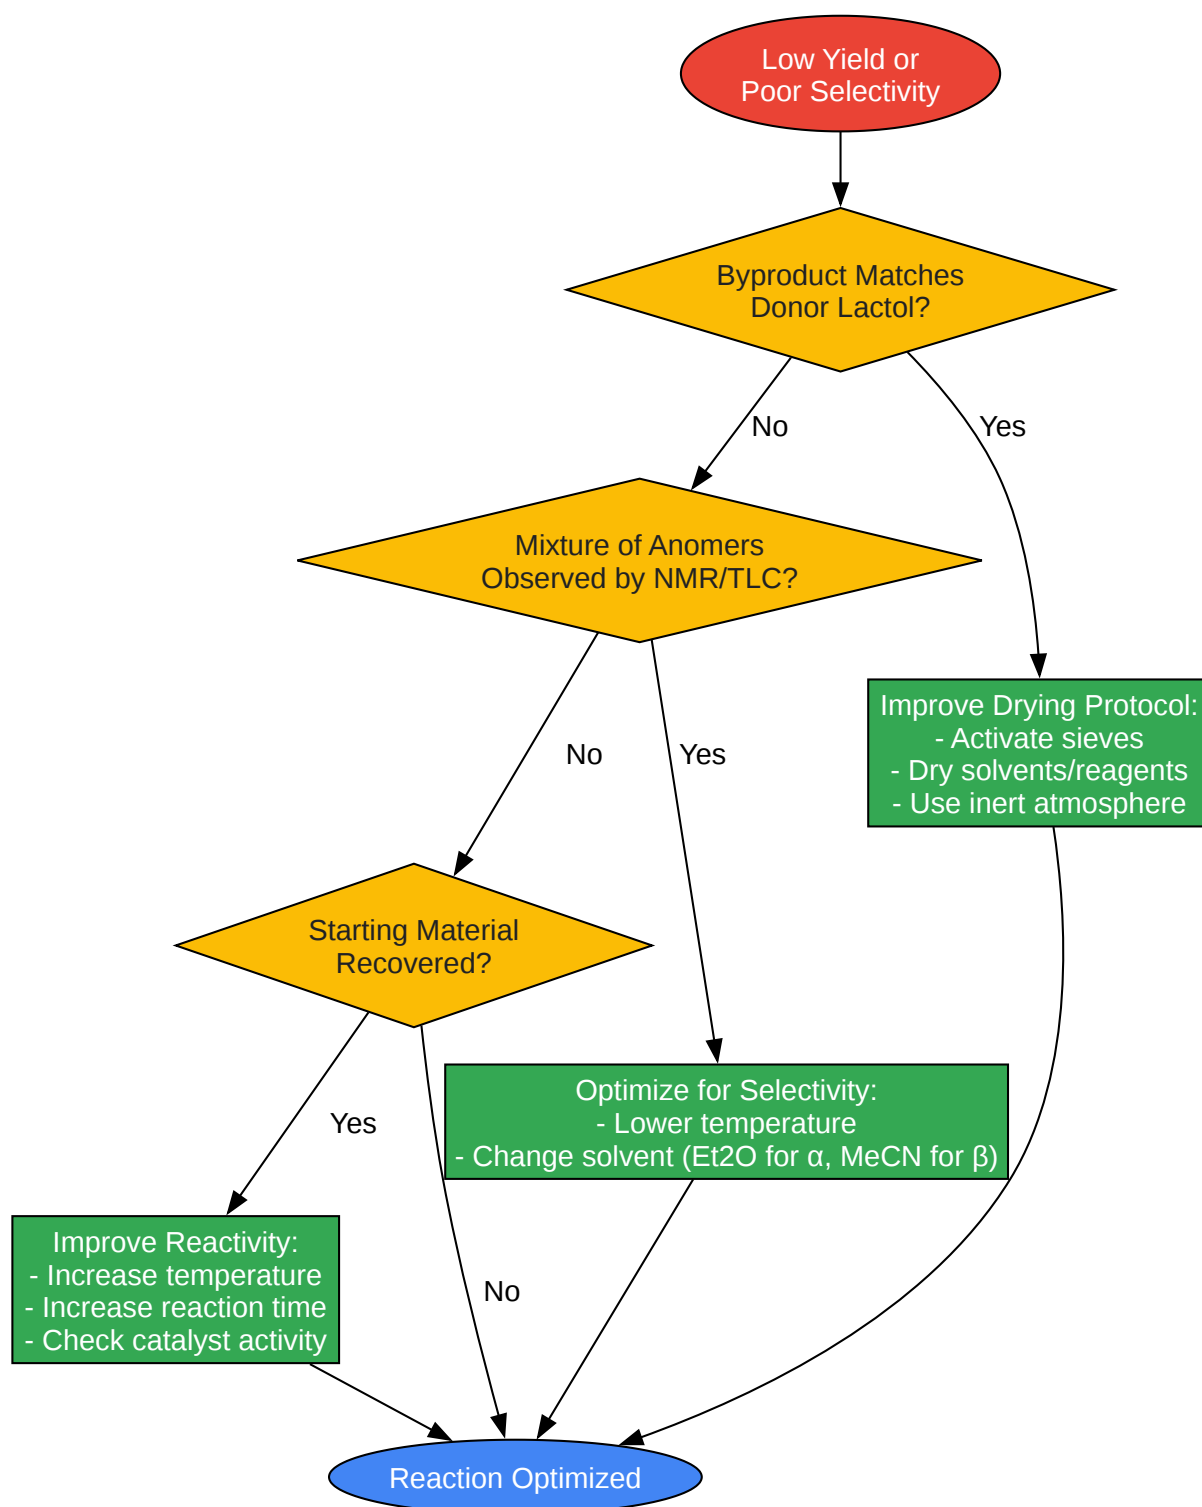 Low Yield or
Poor Selectivity
Byproduct Matches
Donor Lactol?
No
Yes
Mixture of Anomers
Observed by NMR/TLC?
Improve Drying Protocol:
- Activate sieves
- Dry solvents/reagents
- Use inert atmosphere
No
Yes
Starting Material
Recovered?
Optimize for Selectivity:
- Lower temperature
- Change solvent (Et2O for α, MeCN for β)
Yes
No
Improve Reactivity:
- Increase temperature
- Increase reaction time
- Check catalyst activity
Reaction Optimized